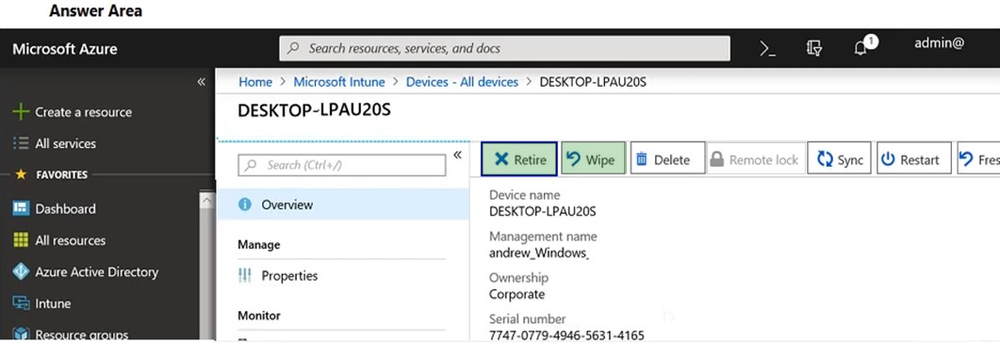 Answer Area
Microsoft Azure
Search resources, services, and docs
>_
1
admin@
«
Home > Microsoft Intune > Devices - All devices > DESKTOP-LPAU20S
DESKTOP-LPAU20S
Create a resource
All services
FAVORITES
Dashboard
All resources
Azure Active Directory
Intune
Resource groups
Search (Ctrl+/)
«
Overview
Manage
Properties
Monitor
Retire
Wipe
Delete
Remote lock
Sync
Restart
Fres
Device name
DESKTOP-LPAU20S
Management name
andrew_Windows_
Ownership
Corporate
Serial number
7747-0779-4946-5631-4165